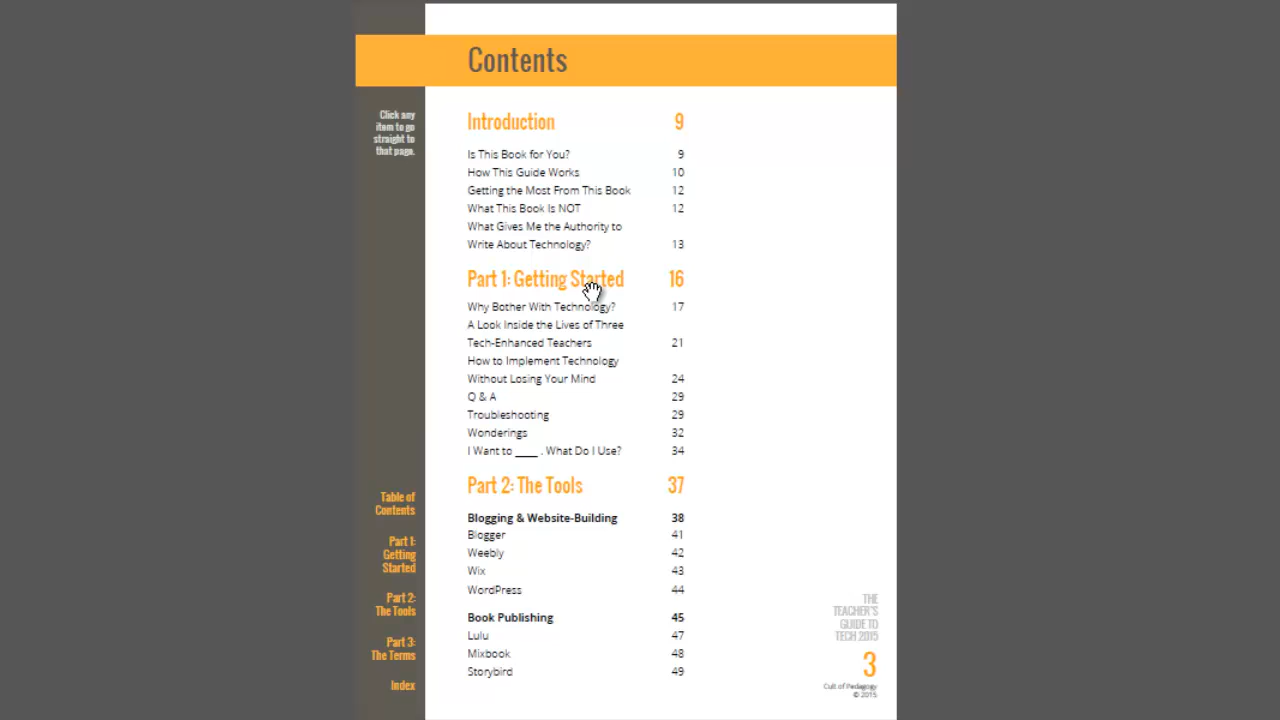 Contents
Click any
item to go
straight to
that page.
Introduction 9
Is This Book for You? 9
How This Guide Works 10
Getting the Most From This Book 12
What This Book Is NOT 12
What Gives Me the Authority to
Write About Technology? 13
Part 1: Getting Started 16
Why Bother With Technology? 17
A Look Inside the Lives of Three
Tech-Enhanced Teachers 21
How to Implement Technology
Without Losing Your Mind 24
Q & A 29
Troubleshooting 29
Wonderings 32
I Want to ____ . What Do I Use? 34
Part 2: The Tools 37
Blogging & Website-Building 38
Blogger 41
Weebly 42
Wix 43
WordPress 44
Book Publishing 45
Lulu 47
Mixbook 48
Storybird 49
Table of
Contents
Part 1:
Getting
Started
Part 2:
The Tools
Part 3:
The Terms
Index
THE
TEACHER'S
GUIDE TO
TECH 2015
3
Cult of Pedagogy
© 2015